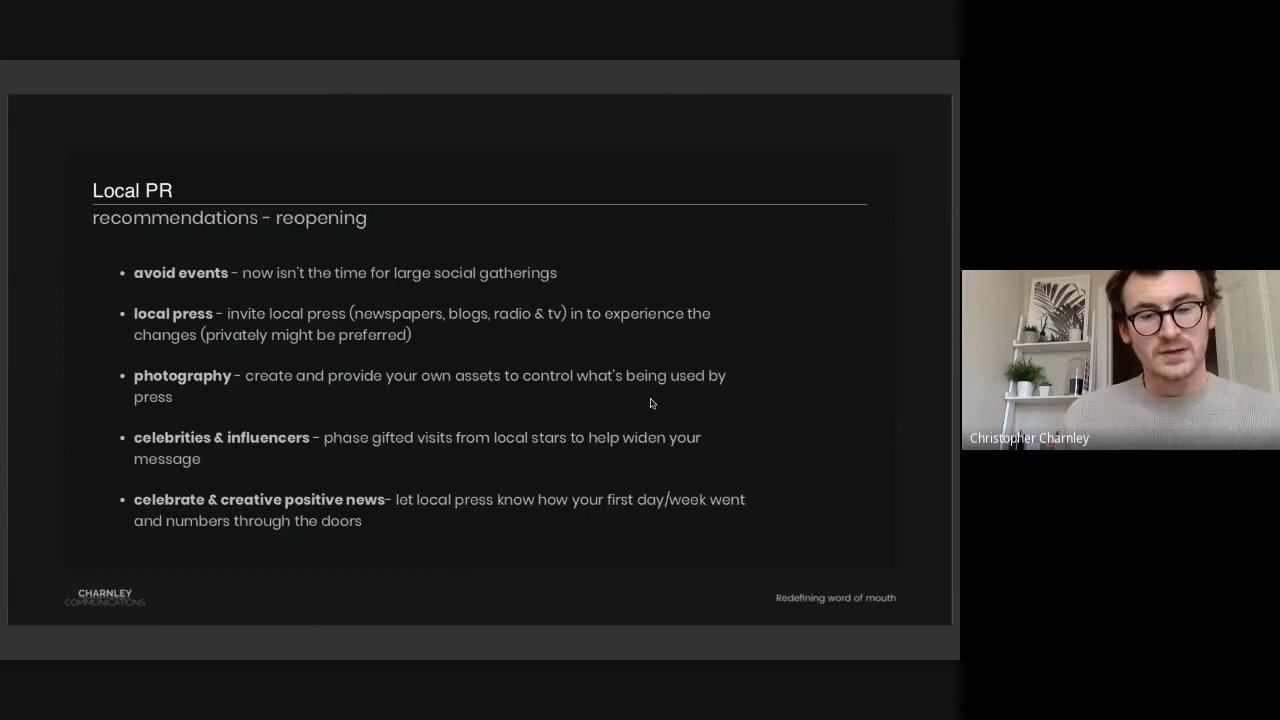 Local PR
recommendations - reopening
• avoid events - now isn't the time for large social gatherings
• local press - invite local press (newspapers, blogs, radio & tv) in to experience the
changes (privately might be preferred)
• photography - create and provide your own assets to control what's being used by
press
• celebrities & influencers - phase gifted visits from local stars to help widen your
message
• celebrate & creative positive news- let local press know how your first day/week went
and numbers through the doors
CHARNLEY
COMMUNICATIONS
Redefining word of mouth
Christopher Charnley